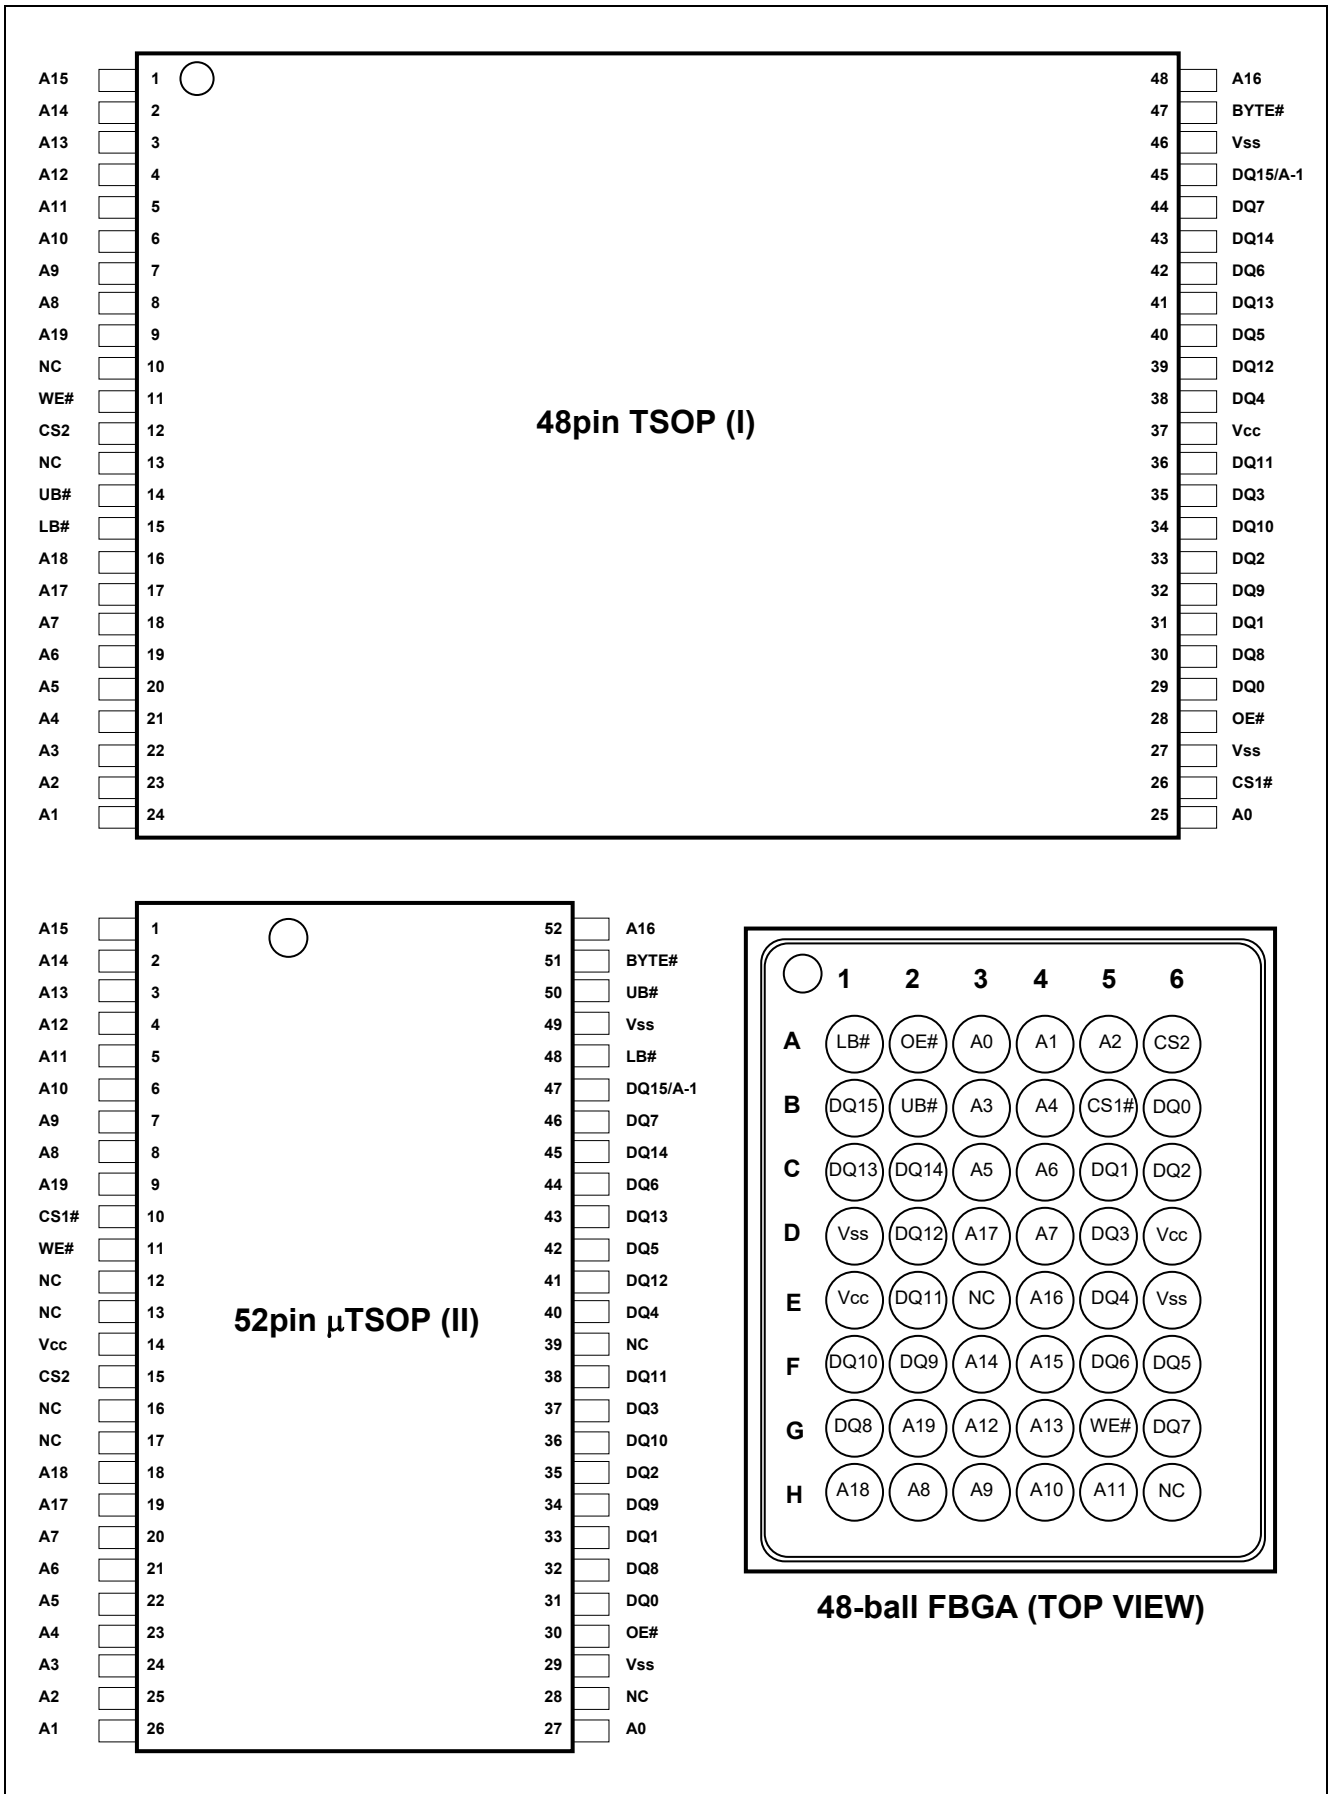 A15 1 48 A16
A14 2 47 BYTE#
A13 3 46 Vss
A12 4 45 DQ15/A-1
A11 5 44 DQ7
A10 6 43 DQ14
A9 7 42 DQ6
A8 8 41 DQ13
A19 9 40 DQ5
NC 10 39 DQ12
WE# 11 38 DQ4
48pin TSOP (I)
CS2 12 37 Vcc
NC 13 36 DQ11
UB# 14 35 DQ3
LB# 15 34 DQ10
A18 16 33 DQ2
A17 17 32 DQ9
A7 18 31 DQ1
A6 19 30 DQ8
A5 20 29 DQ0
A4 21 28 OE#
A3 22 27 Vss
A2 23 26 CS1#
A1 24 25 A0
A15 1 52 A16
A14 2 51 BYTE#
A13 3 50 UB#
A12 4 49 Vss
A11 5 48 LB#
A10 6 47 DQ15/A-1
A9 7 46 DQ7
A8 8 45 DQ14
A19 9 44 DQ6
CS1# 10 43 DQ13
WE# 11 42 DQ5
NC 12 41 DQ12
NC 13 40 DQ4
52pin μTSOP (II)
Vcc 14 39 NC
CS2 15 38 DQ11
NC 16 37 DQ3
NC 17 36 DQ10
A18 18 35 DQ2
A17 19 34 DQ9
A7 20 33 DQ1
A6 21 32 DQ8
A5 22 31 DQ0
A4 23 30 OE#
A3 24 29 Vss
A2 25 28 NC
A1 26 27 A0
1 2 3 4 5 6
A LB# OE# A0 A1 A2 CS2
B DQ15 UB# A3 A4 CS1# DQ0
C DQ13 DQ14 A5 A6 DQ1 DQ2
D Vss DQ12 A17 A7 DQ3 Vcc
E Vcc DQ11 NC A16 DQ4 Vss
F DQ10 DQ9 A14 A15 DQ6 DQ5
G DQ8 A19 A12 A13 WE# DQ7
H A18 A8 A9 A10 A11 NC
48-ball FBGA (TOP VIEW)